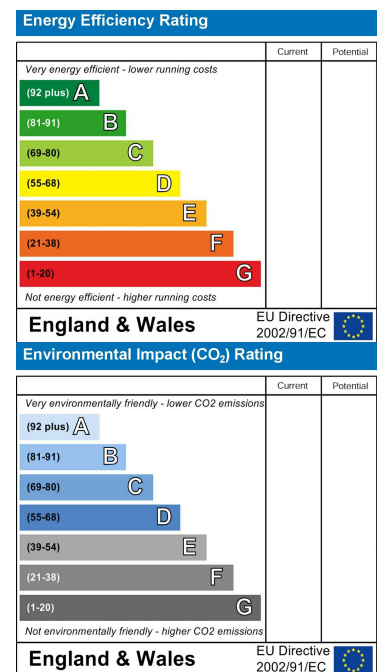 Energy Efficiency Rating
Current Potential
Very energy efficient - lower running costs
(92 plus) A
(81-91) B
(69-80) C
(55-68) D
(39-54) E
(21-38) F
(1-20) G
Not energy efficient - higher running costs
England & Wales
EU Directive
2002/91/EC
Environmental Impact (CO₂) Rating
Current Potential
Very environmentally friendly - lower CO2 emissions
(92 plus) A
(81-91) B
(69-80) C
(55-68) D
(39-54) E
(21-38) F
(1-20) G
Not environmentally friendly - higher CO2 emissions
England & Wales
EU Directive
2002/91/EC